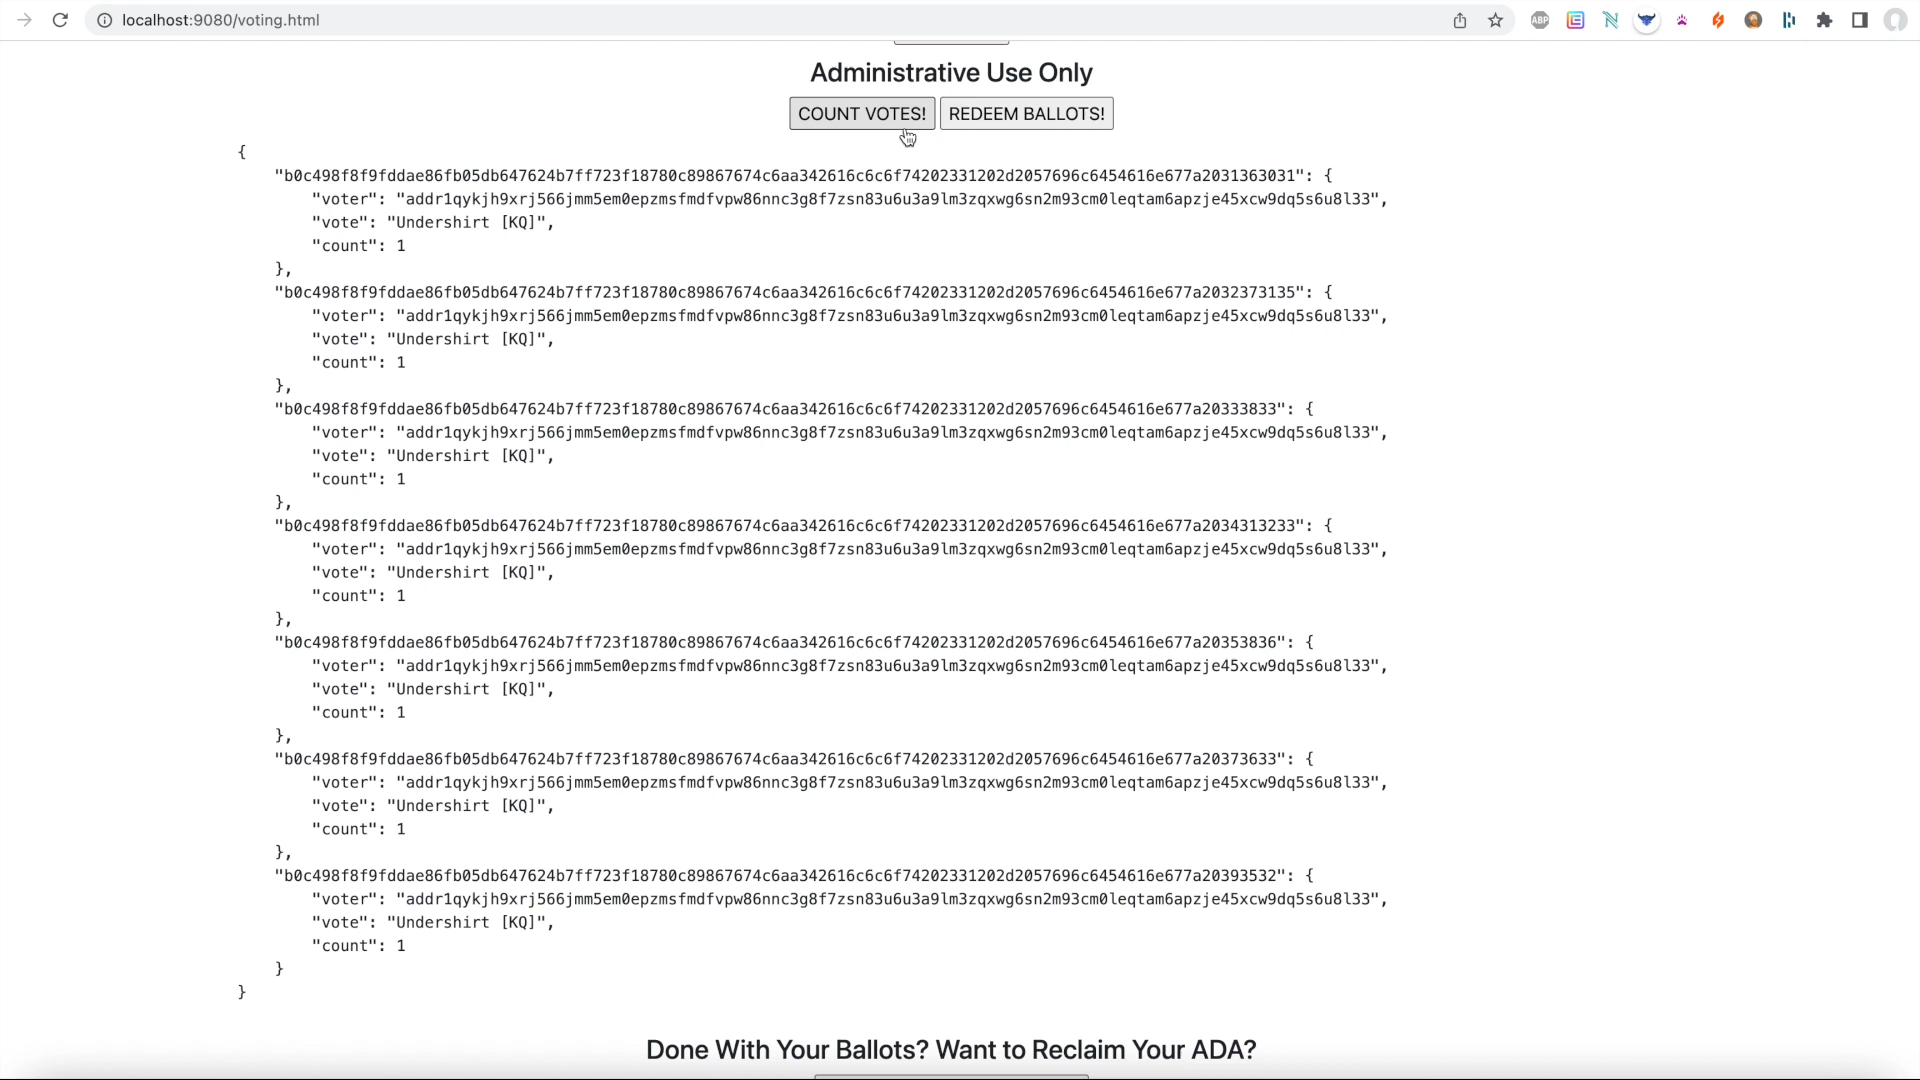 localhost:9080/voting.html
ABP
Administrative Use Only
COUNT VOTES! REDEEM BALLOTS!
{
"b0c498f8f9fddae86fb05db647624b7ff723f18780c89867674c6aa342616c6c6f74202331202d2057696c6454616e677a2031363031": {
"voter": "addr1qykjh9xrj566jmm5em0epzmsfmdfvpw86nnc3g8f7zsn83u6u3a9lm3zqxwg6sn2m93cm0leqtam6apzje45xcw9dq5s6u8l33",
"vote": "Undershirt [KQ]",
"count": 1
},
"b0c498f8f9fddae86fb05db647624b7ff723f18780c89867674c6aa342616c6c6f74202331202d2057696c6454616e677a2032373135": {
"voter": "addr1qykjh9xrj566jmm5em0epzmsfmdfvpw86nnc3g8f7zsn83u6u3a9lm3zqxwg6sn2m93cm0leqtam6apzje45xcw9dq5s6u8l33",
"vote": "Undershirt [KQ]",
"count": 1
},
"b0c498f8f9fddae86fb05db647624b7ff723f18780c89867674c6aa342616c6c6f74202331202d2057696c6454616e677a20333833": {
"voter": "addr1qykjh9xrj566jmm5em0epzmsfmdfvpw86nnc3g8f7zsn83u6u3a9lm3zqxwg6sn2m93cm0leqtam6apzje45xcw9dq5s6u8l33",
"vote": "Undershirt [KQ]",
"count": 1
},
"b0c498f8f9fddae86fb05db647624b7ff723f18780c89867674c6aa342616c6c6f74202331202d2057696c6454616e677a2034313233": {
"voter": "addr1qykjh9xrj566jmm5em0epzmsfmdfvpw86nnc3g8f7zsn83u6u3a9lm3zqxwg6sn2m93cm0leqtam6apzje45xcw9dq5s6u8l33",
"vote": "Undershirt [KQ]",
"count": 1
},
"b0c498f8f9fddae86fb05db647624b7ff723f18780c89867674c6aa342616c6c6f74202331202d2057696c6454616e677a20353836": {
"voter": "addr1qykjh9xrj566jmm5em0epzmsfmdfvpw86nnc3g8f7zsn83u6u3a9lm3zqxwg6sn2m93cm0leqtam6apzje45xcw9dq5s6u8l33",
"vote": "Undershirt [KQ]",
"count": 1
},
"b0c498f8f9fddae86fb05db647624b7ff723f18780c89867674c6aa342616c6c6f74202331202d2057696c6454616e677a20373633": {
"voter": "addr1qykjh9xrj566jmm5em0epzmsfmdfvpw86nnc3g8f7zsn83u6u3a9lm3zqxwg6sn2m93cm0leqtam6apzje45xcw9dq5s6u8l33",
"vote": "Undershirt [KQ]",
"count": 1
},
"b0c498f8f9fddae86fb05db647624b7ff723f18780c89867674c6aa342616c6c6f74202331202d2057696c6454616e677a20393532": {
"voter": "addr1qykjh9xrj566jmm5em0epzmsfmdfvpw86nnc3g8f7zsn83u6u3a9lm3zqxwg6sn2m93cm0leqtam6apzje45xcw9dq5s6u8l33",
"vote": "Undershirt [KQ]",
"count": 1
}
}
Done With Your Ballots? Want to Reclaim Your ADA?